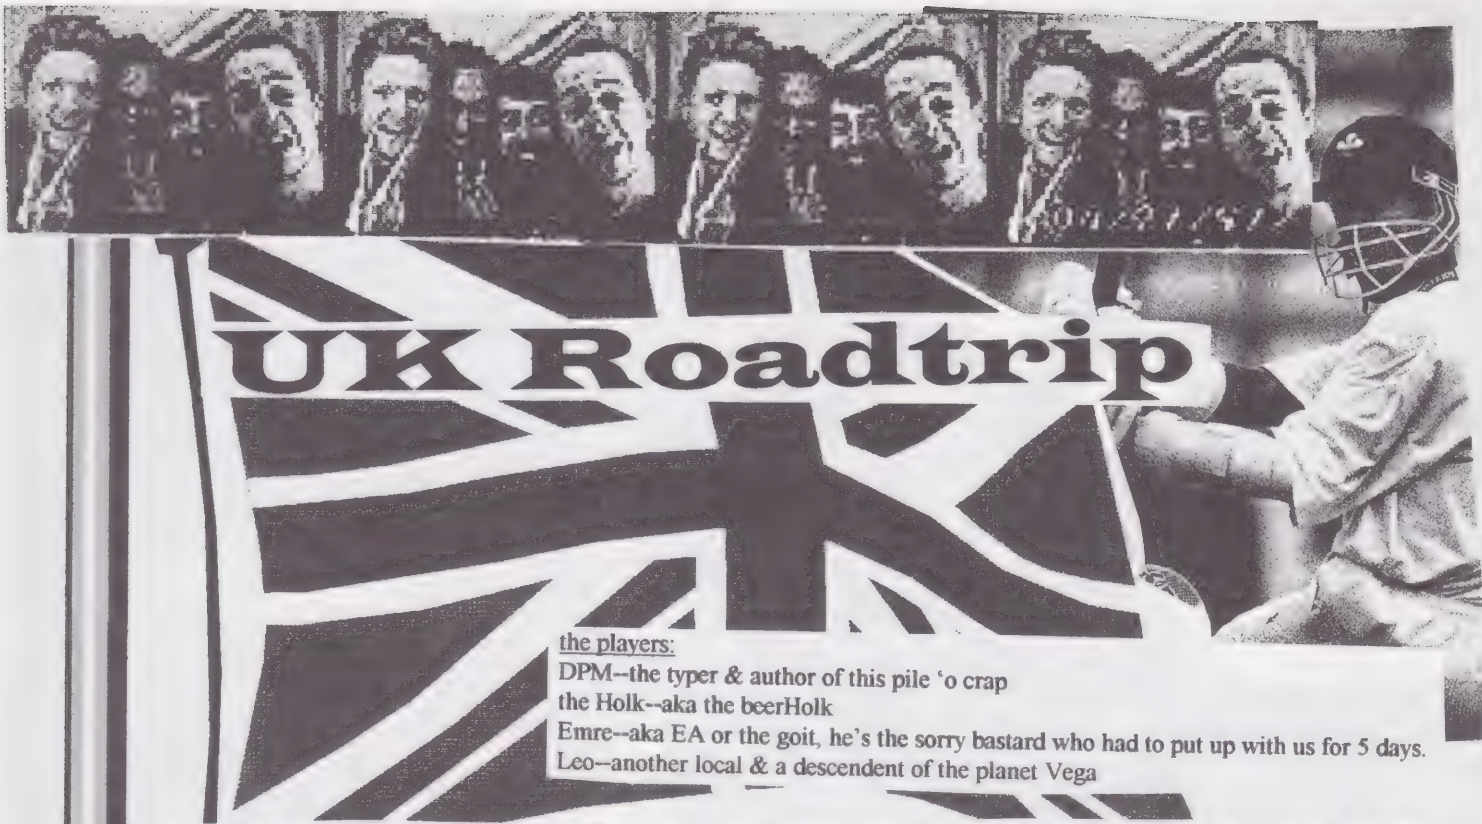 UK Roadtrip
the players:
DPM--the typer & author of this pile ‘o crap
the Holk--aka the beerHolk
Emre--aka EA or the goit, he's the sorry bastard who had to put up with us for 5 days.
Leo--another local & a descendent of the planet Vega